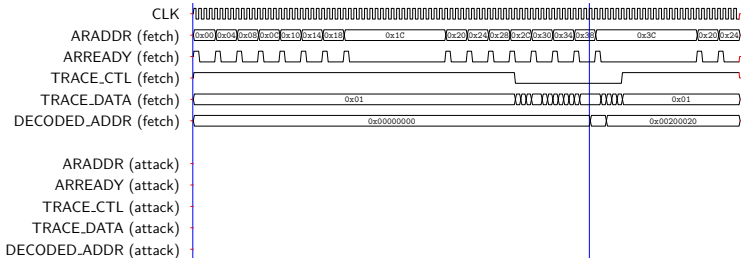 CLK
ARADDR (fetch) 0x00 0x04 0x08 0x0C 0x10 0x14 0x18 0x1C 0x20 0x24 0x28 0x2C 0x30 0x34 0x38 0x3C 0x20 0x24
ARREADY (fetch)
TRACE_CTL (fetch)
TRACE_DATA (fetch) 0x01 0x01
DECODED_ADDR (fetch) 0x00000000 0x00200020
ARADDR (attack)
ARREADY (attack)
TRACE_CTL (attack)
TRACE_DATA (attack)
DECODED_ADDR (attack)